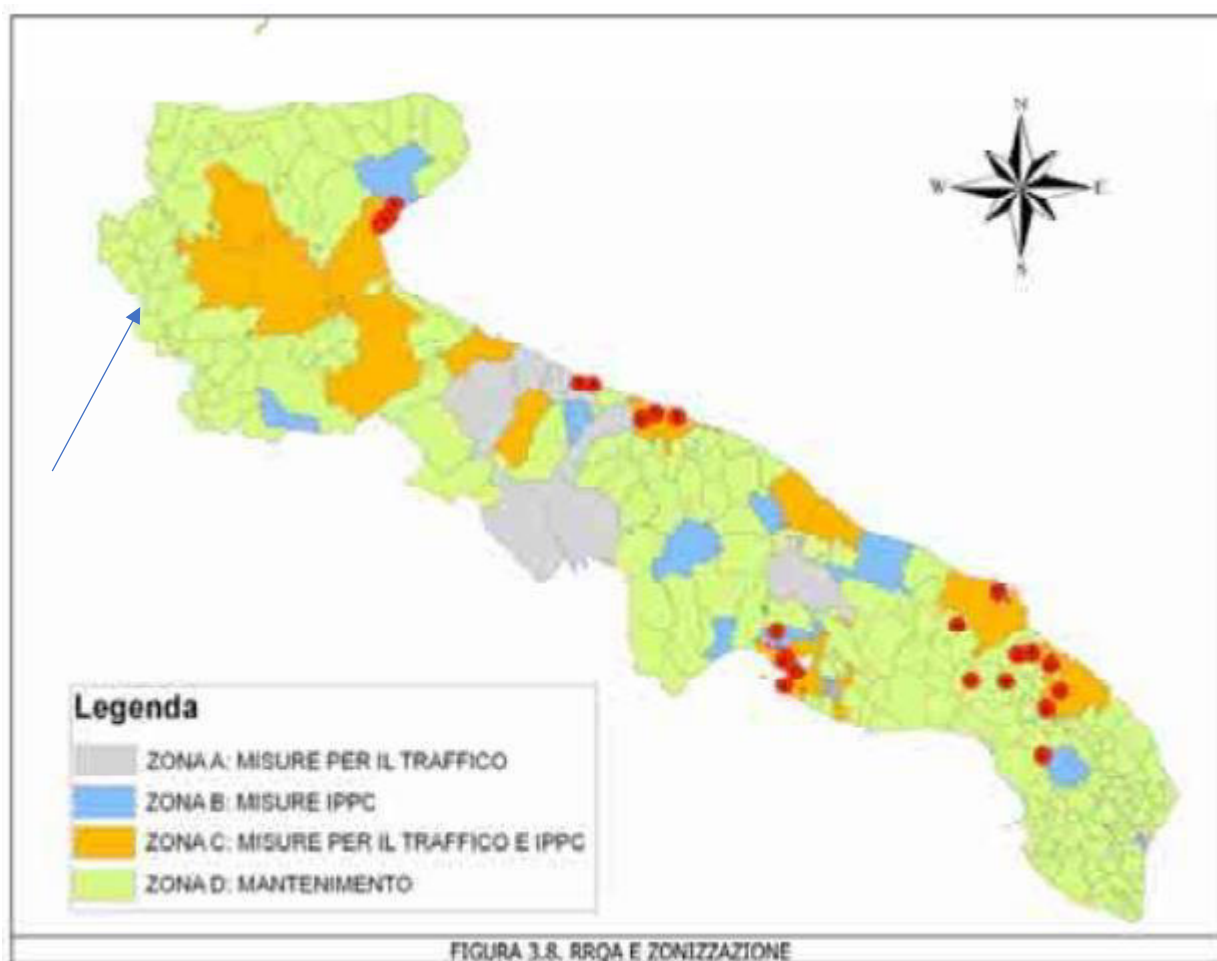 N
W
E
S
Legenda
ZONA A: MISURE PER IL TRAFFICO
ZONA B: MISURE IPPC
ZONA C: MISURE PER IL TRAFFICO E IPPC
ZONA D: MANTENIMENTO
FIGURA 3.8. RRQA E ZONIZZAZIONE